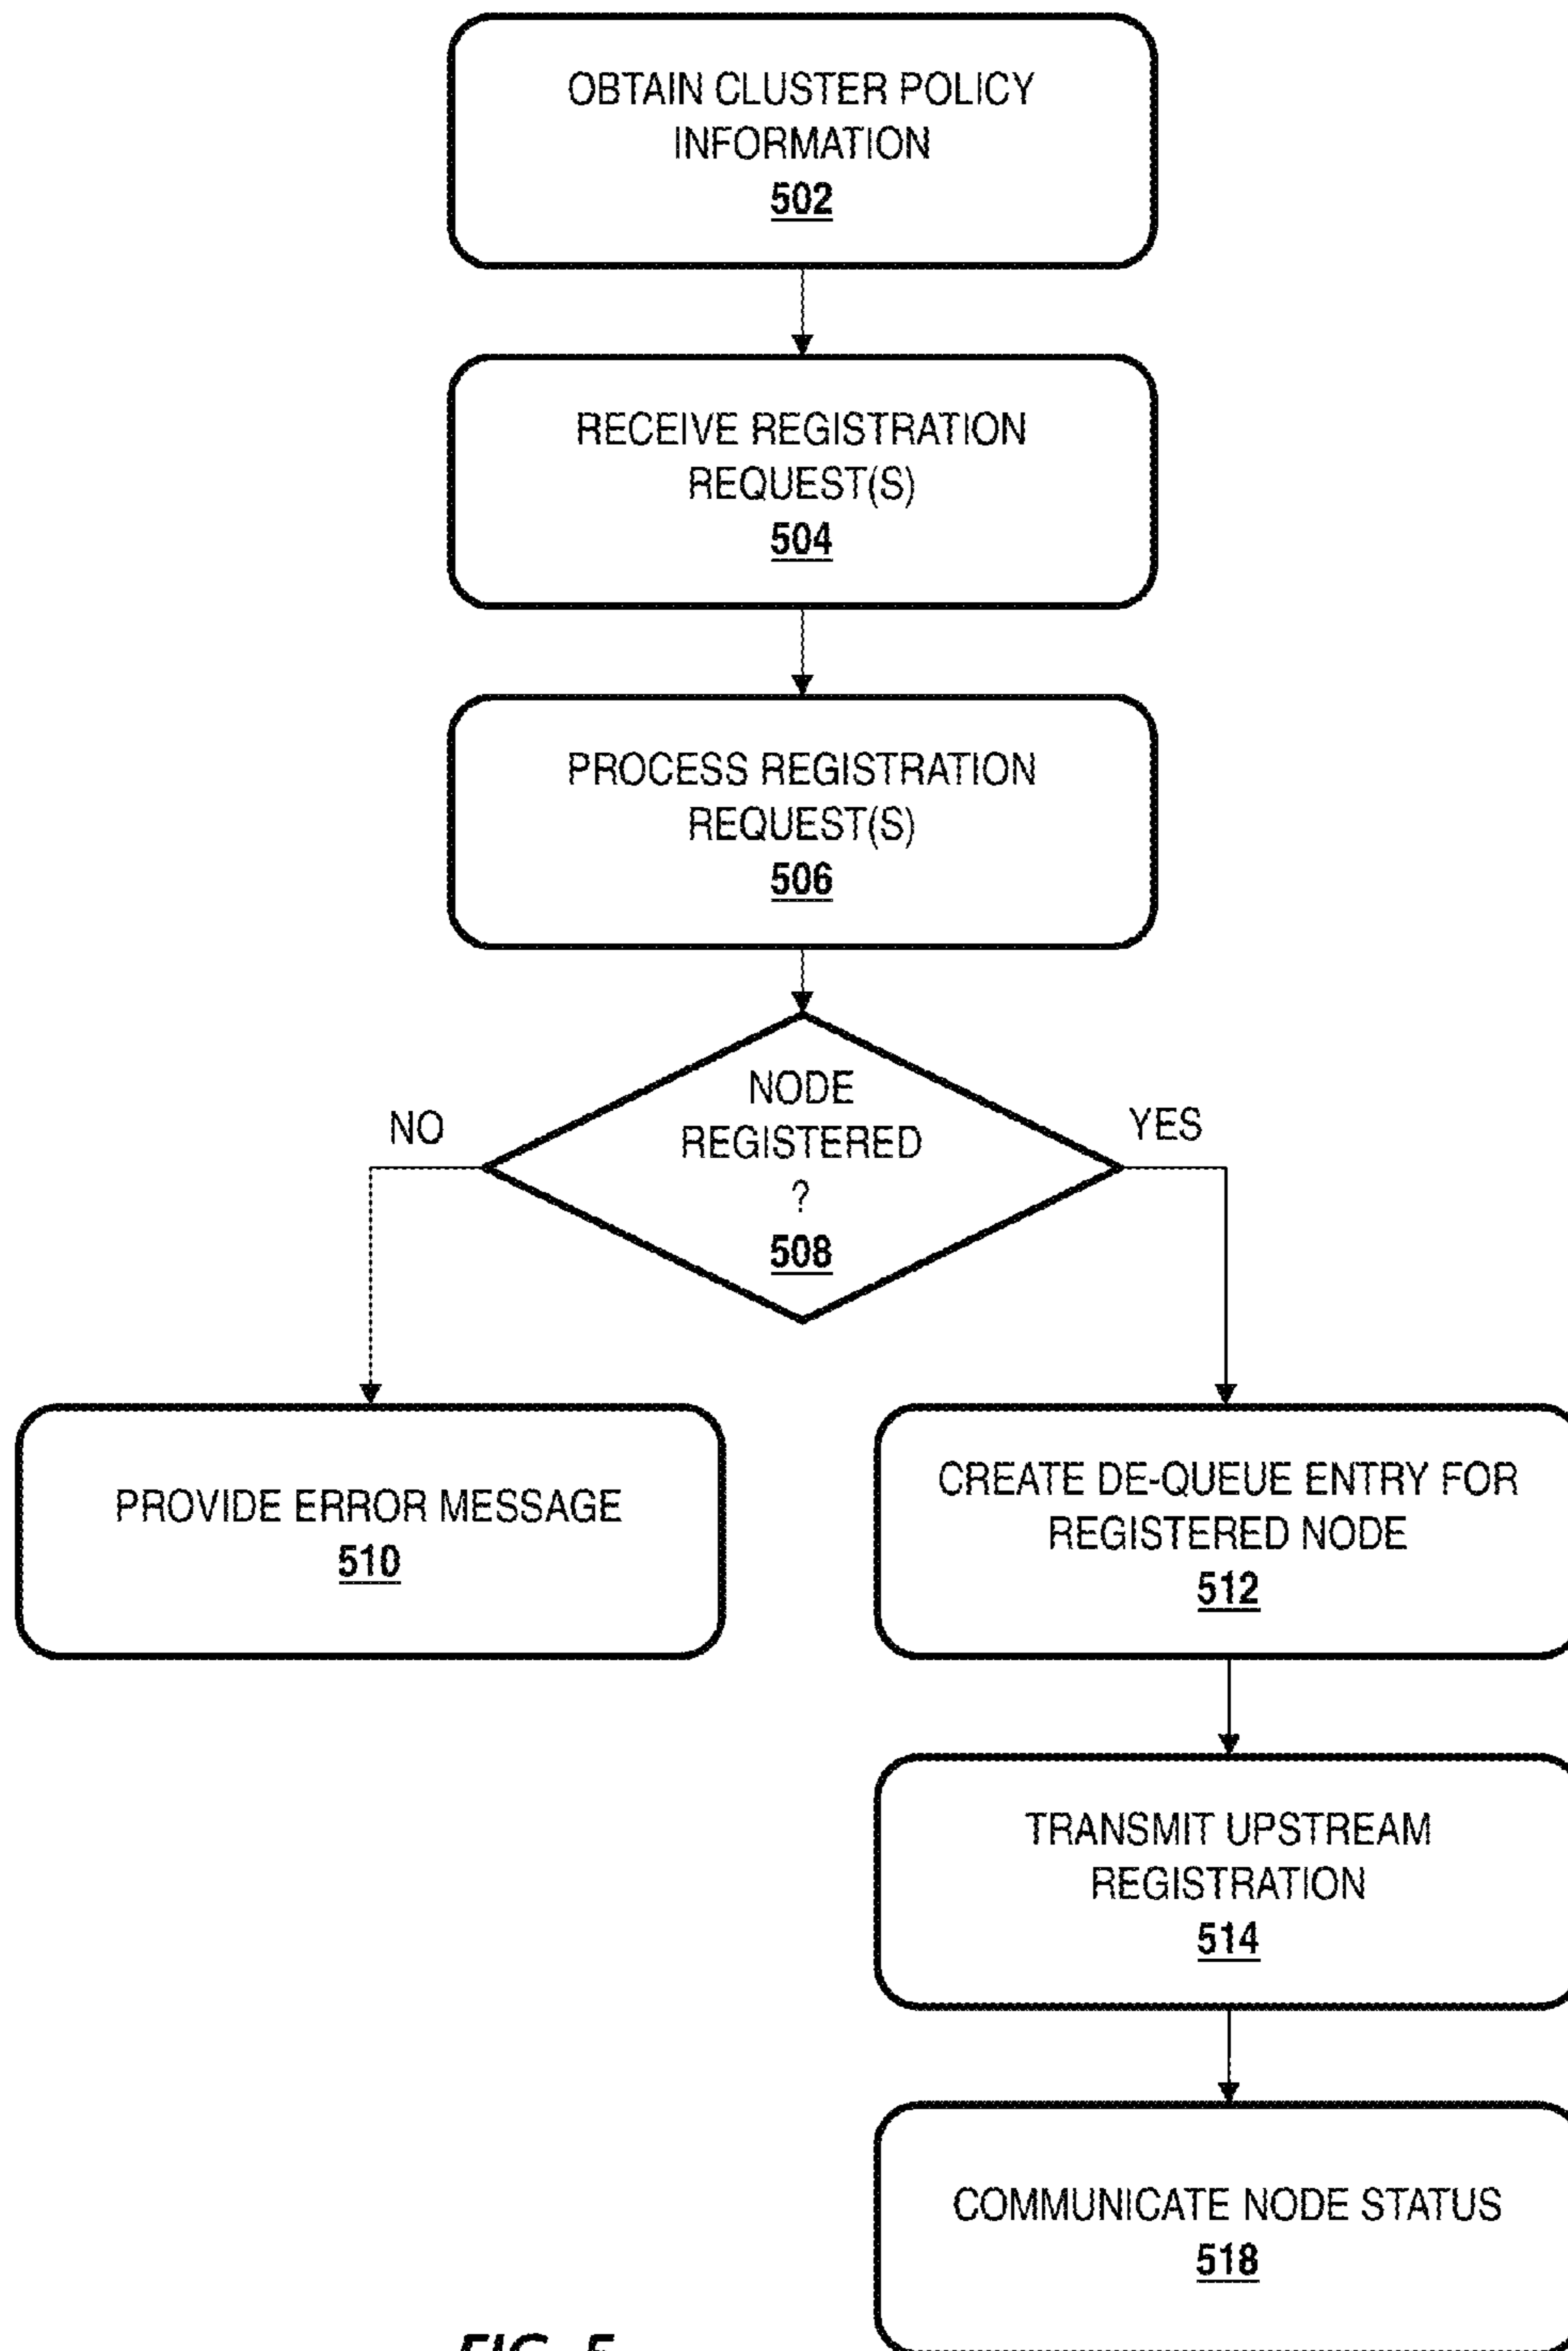 OBTAIN CLUSTER POLICY
INFORMATION
502
RECEIVE REGISTRATION
REQUEST(S)
504
PROCESS REGISTRATION
REQUEST(S)
506
NODE
REGISTERED
?
508
NO
YES
PROVIDE ERROR MESSAGE
510
CREATE DE-QUEUE ENTRY FOR
REGISTERED NODE
512
TRANSMIT UPSTREAM
REGISTRATION
514
COMMUNICATE NODE STATUS
518
FIG. 5